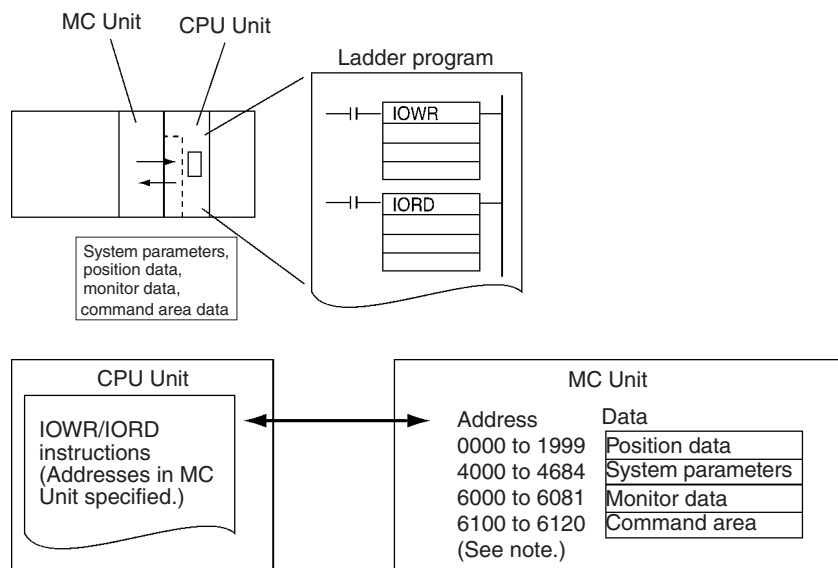 MC Unit
CPU Unit
Ladder program
IOWR
IORD
System parameters,
position data,
monitor data,
command area data
CPU Unit
IOWR/IORD
instructions
(Addresses in MC
Unit specified.)
MC Unit
Address
Data
0000 to 1999
Position data
4000 to 4684
System parameters
6000 to 6081
Monitor data
6100 to 6120
Command area
(See note.)